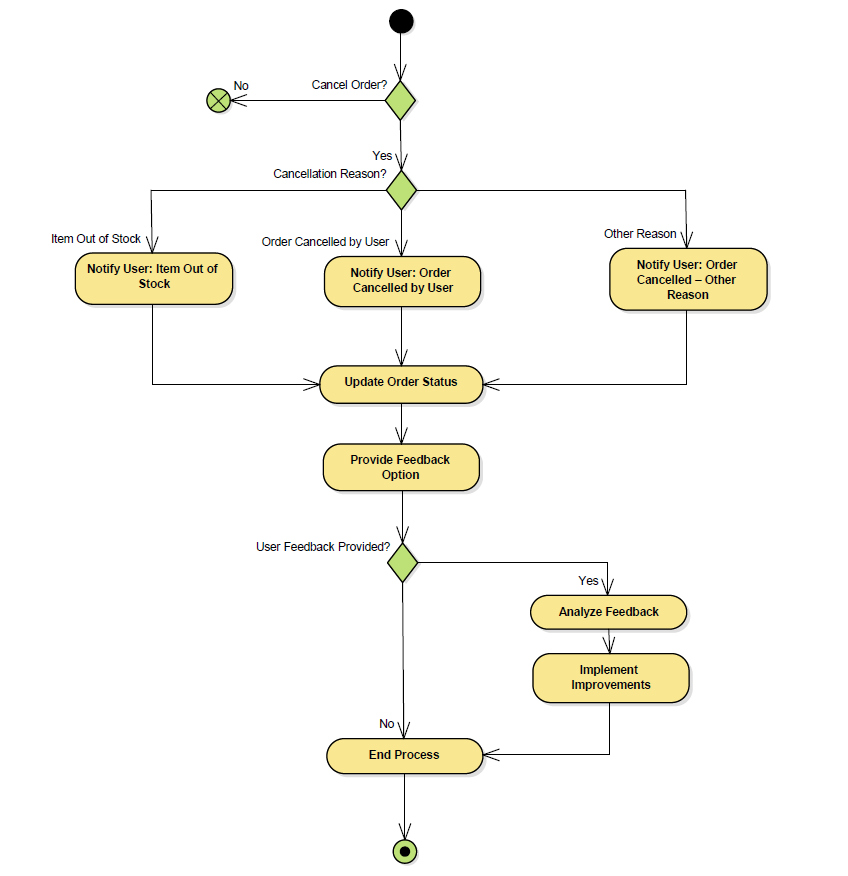 No
Cancel Order?
Yes
Cancellation Reason?
Item Out of Stock
Order Cancelled by User
Other Reason
Notify User: Item Out of
Stock
Notify User: Order
Cancelled by User
Notify User: Order
Cancelled – Other
Reason
Update Order Status
Provide Feedback
Option
User Feedback Provided?
Yes
Analyze Feedback
Implement
Improvements
No
End Process